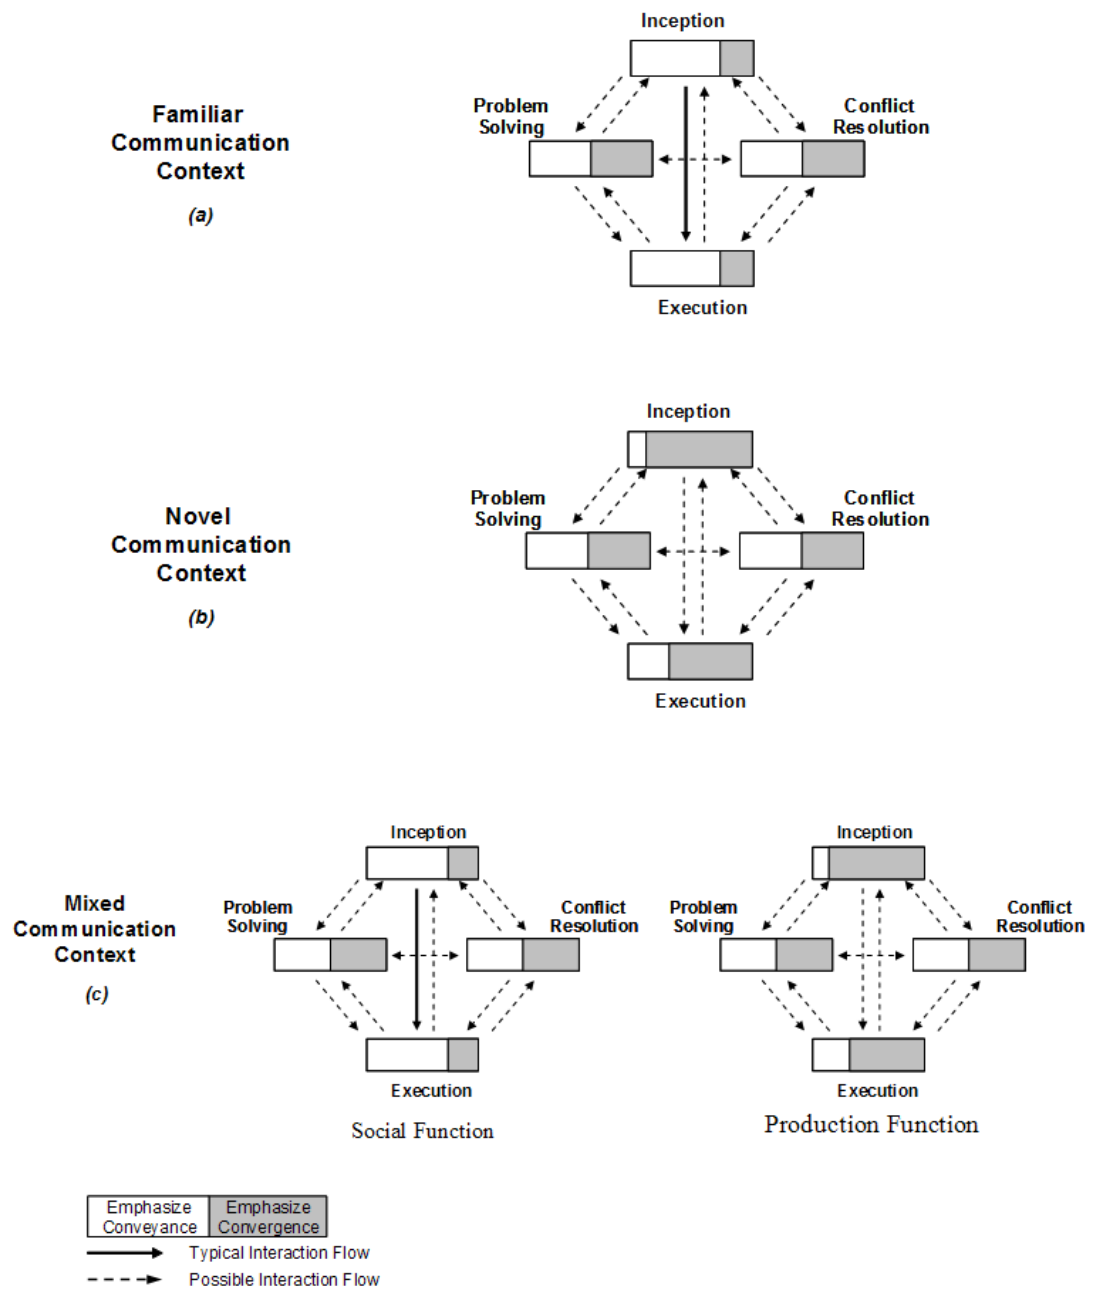 Inception
Familiar
Communication
Context
(a)
Problem
Solving
Conflict
Resolution
Execution
Inception
Novel
Communication
Context
(b)
Problem
Solving
Conflict
Resolution
Execution
Mixed
Communication
Context
(c)
Inception
Problem
Solving
Conflict
Resolution
Execution
Social Function
Inception
Problem
Solving
Conflict
Resolution
Execution
Production Function
Emphasize
Conveyance
Emphasize
Convergence
Typical Interaction Flow
Possible Interaction Flow